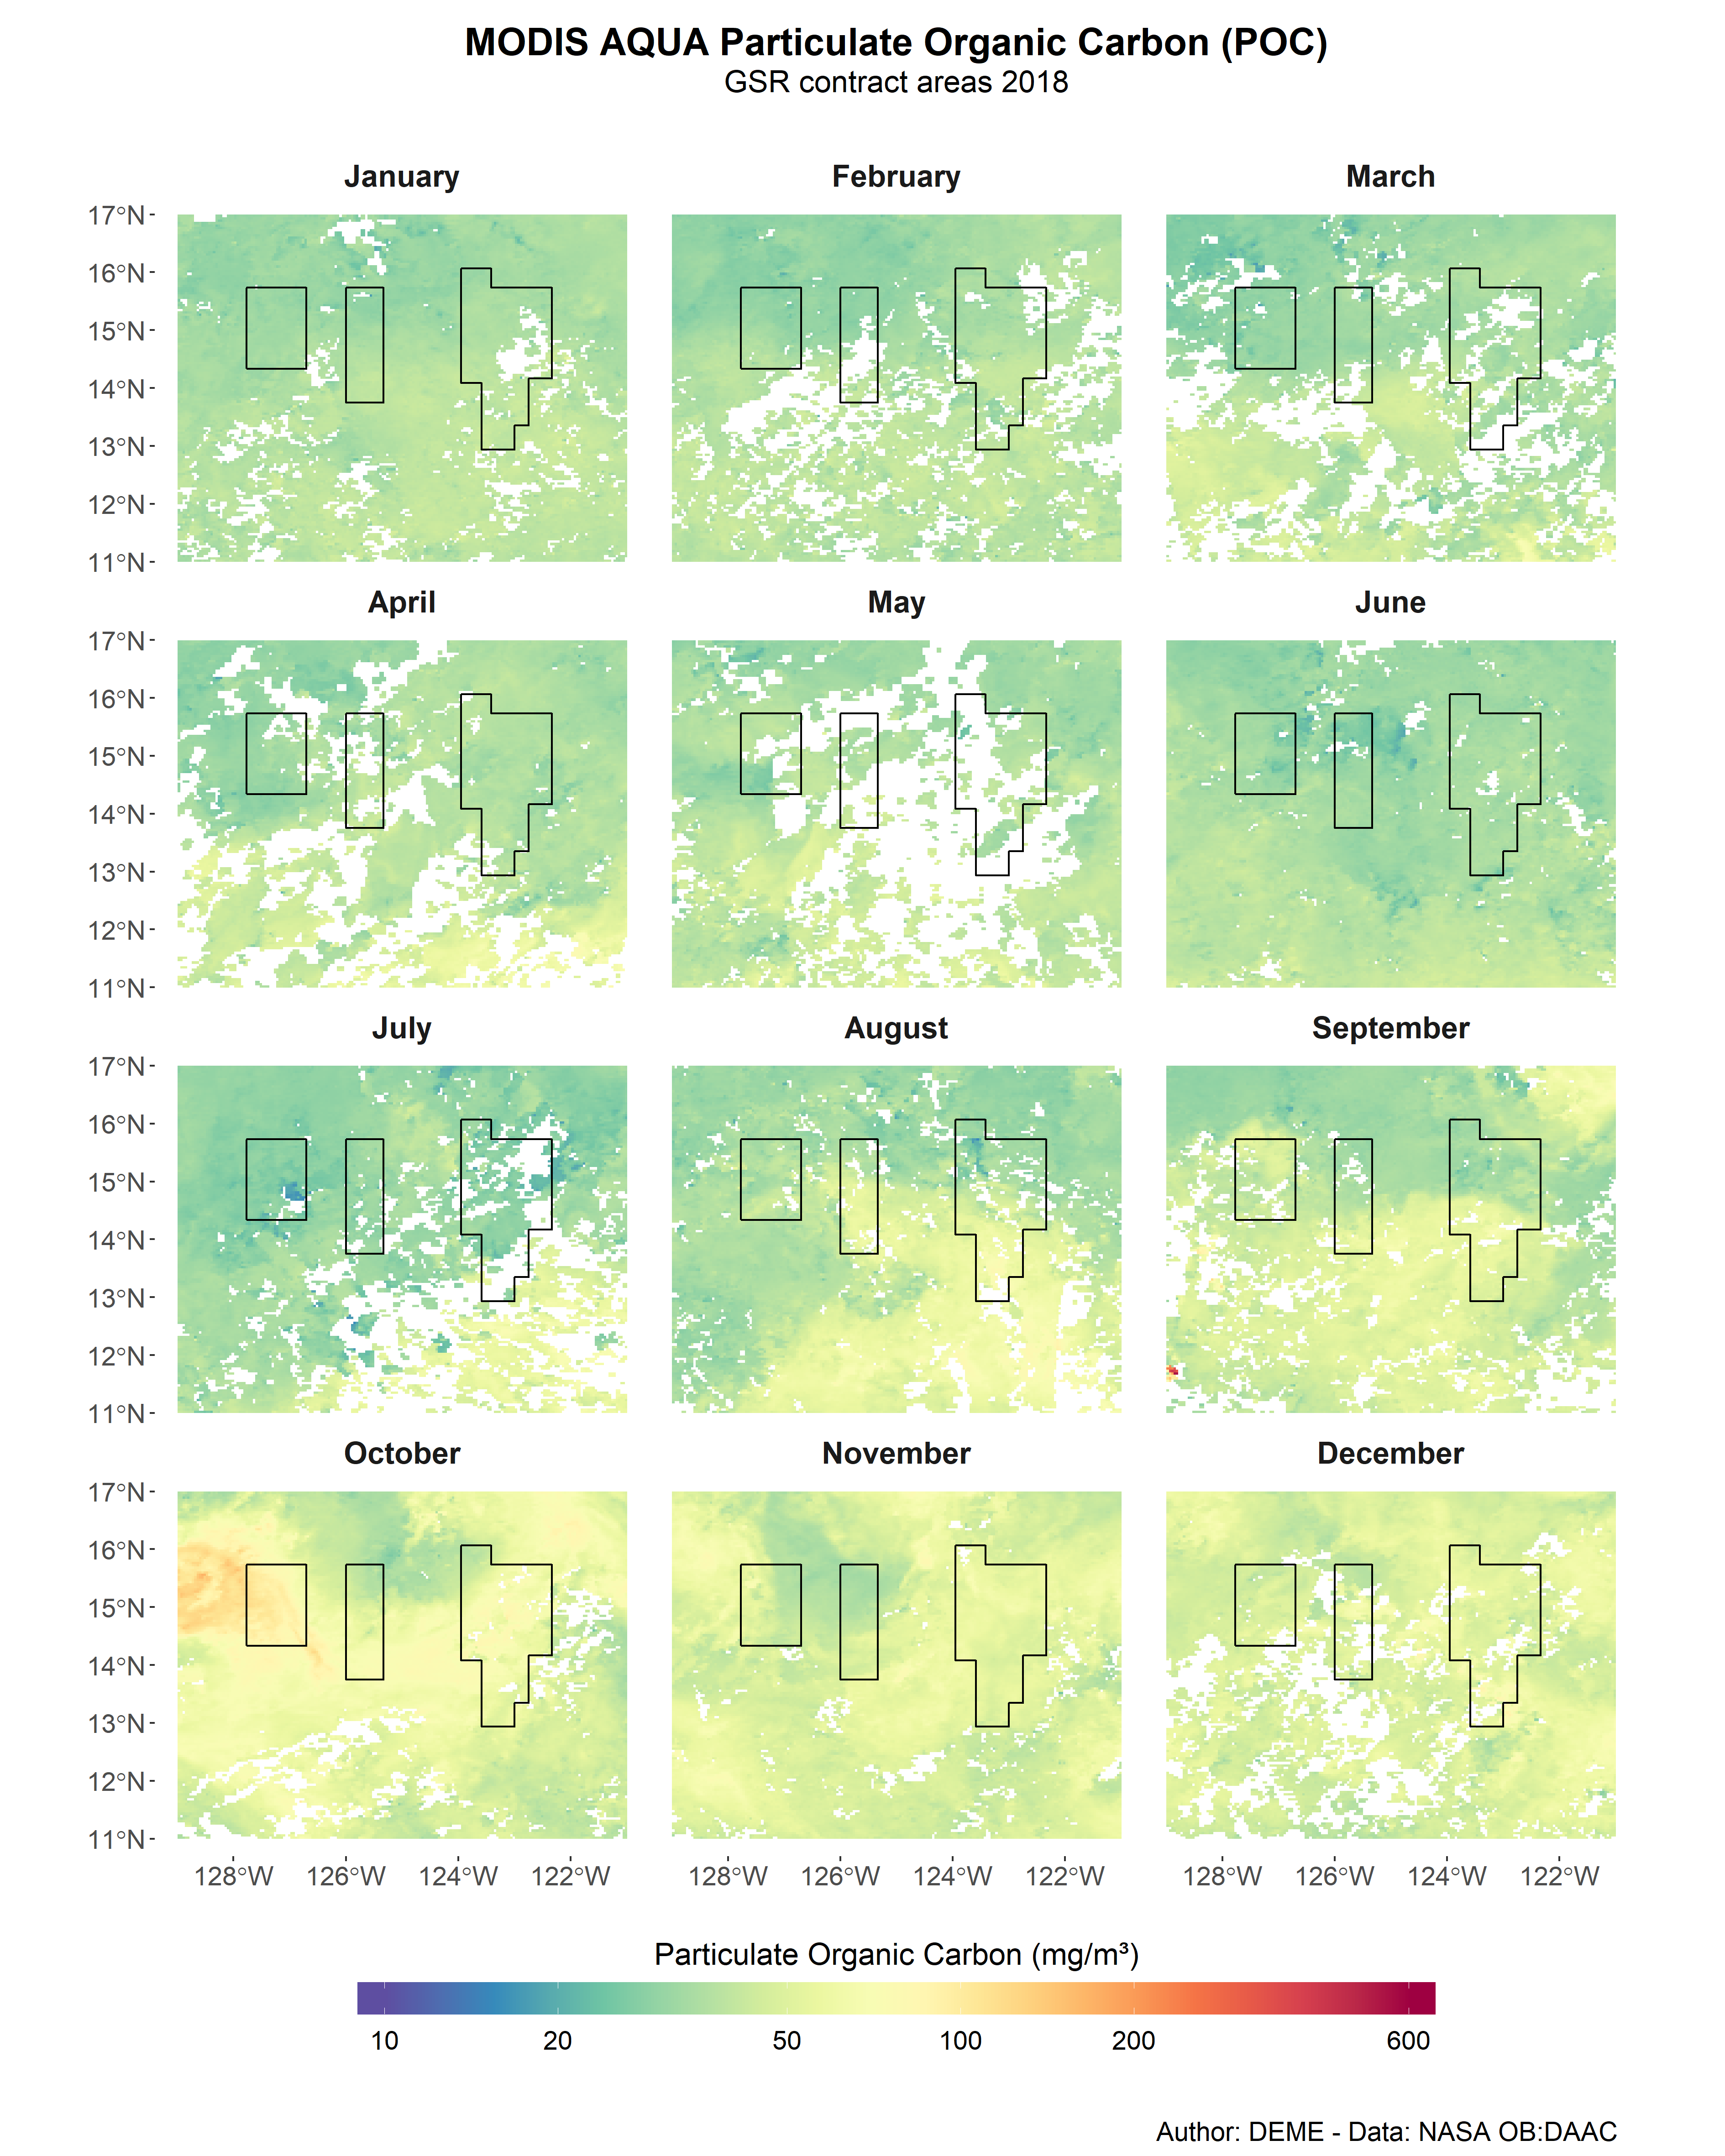 MODIS AQUA Particulate Organic Carbon (POC)
GSR contract areas 2018
January February March
17°N
16°N
15°N
14°N
13°N
12°N
11°N
April May June
17°N
16°N
15°N
14°N
13°N
12°N
11°N
July August September
17°N
16°N
15°N
14°N
13°N
12°N
11°N
October November December
17°N
16°N
15°N
14°N
13°N
12°N
11°N
128°W 126°W 124°W 122°W 128°W 126°W 124°W 122°W 128°W 126°W 124°W 122°W
Particulate Organic Carbon (mg/m³)
10 20 50 100 200 600
Author: DEME - Data: NASA OB:DAAC